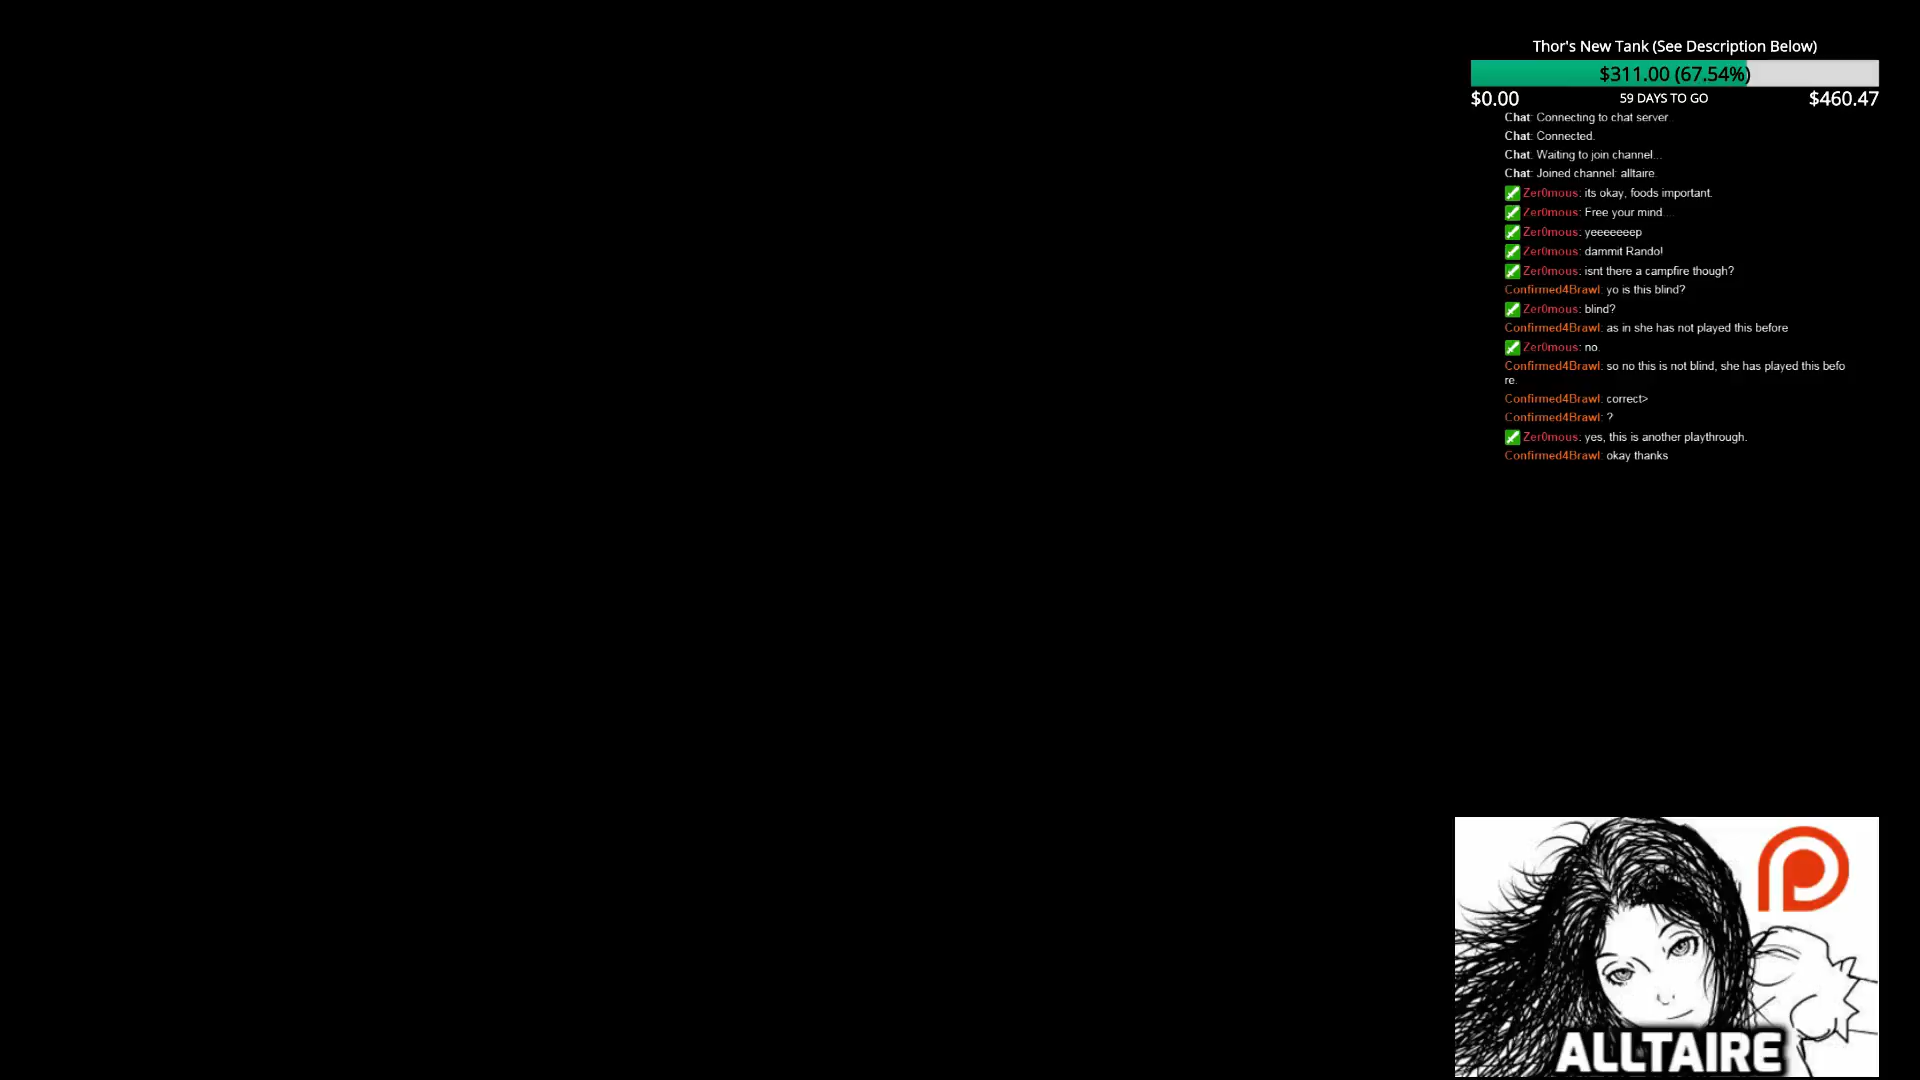 Thor's New Tank (See Description Below)
$311.00 (67.54%)
$0.00 59 DAYS TO GO $460.47
Chat: Connecting to chat server..
Chat: Connected.
Chat: Waiting to join channel...
Chat: Joined channel: alltaire.
Zer0mous: its okay, foods important.
Zer0mous: Free your mind....
Zer0mous: yeeeeeeep
Zer0mous: dammit Rando!
Zer0mous: isnt there a campfire though?
Confirmed4Brawl: yo is this blind?
Zer0mous: blind?
Confirmed4Brawl: as in she has not played this before
Zer0mous: no.
Confirmed4Brawl: so no this is not blind, she has played this befo
re.
Confirmed4Brawl: correct>
Confirmed4Brawl: ?
Zer0mous: yes, this is another playthrough.
Confirmed4Brawl: okay thanks
ALLTAIRE